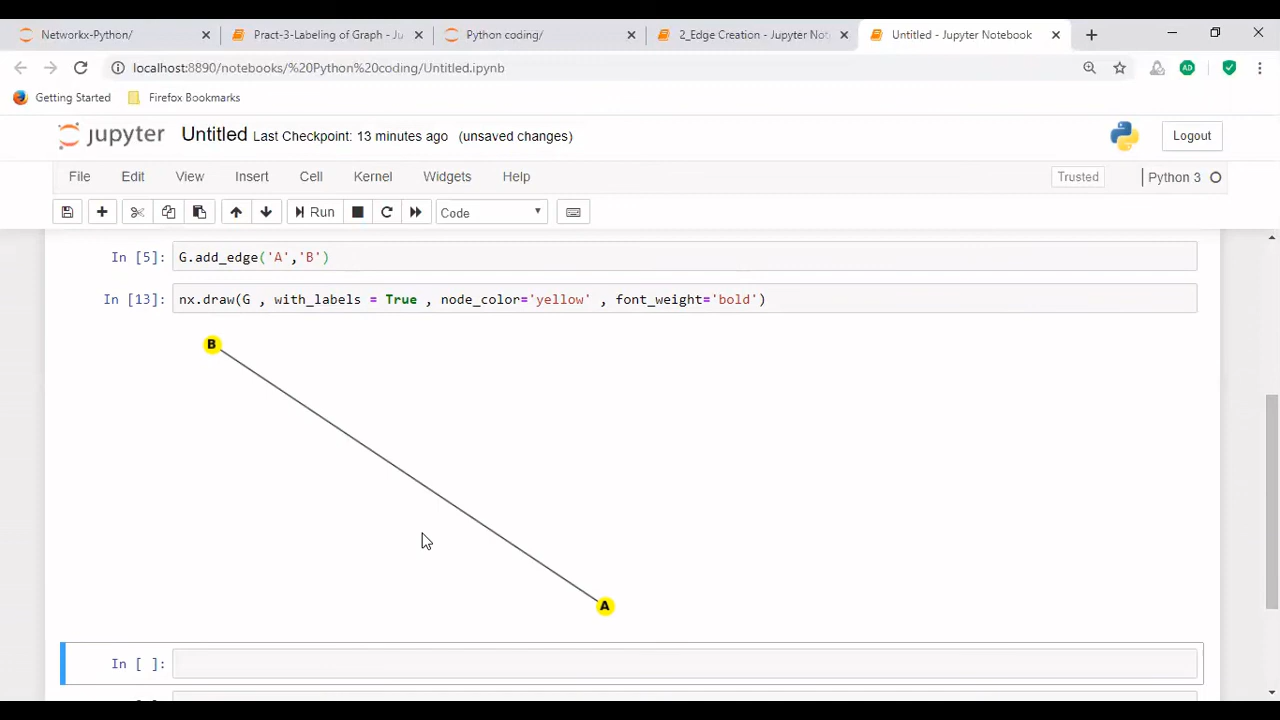 Networkx-Python/
Pract-3-Labeling of Graph - Ju
Python coding/
2_Edge Creation - Jupyter Not
Untitled - Jupyter Notebook
localhost:8890/notebooks/%20Python%20coding/Untitled.ipynb
AD
Getting Started
Firefox Bookmarks
jupyter Untitled Last Checkpoint: 13 minutes ago (unsaved changes)
Logout
File Edit View Insert Cell Kernel Widgets Help
Trusted
Python 3
Run
Code
In [5]: G.add_edge('A','B')
In [13]: nx.draw(G , with_labels = True , node_color='yellow' , font_weight='bold')
B
A
In [ ]: